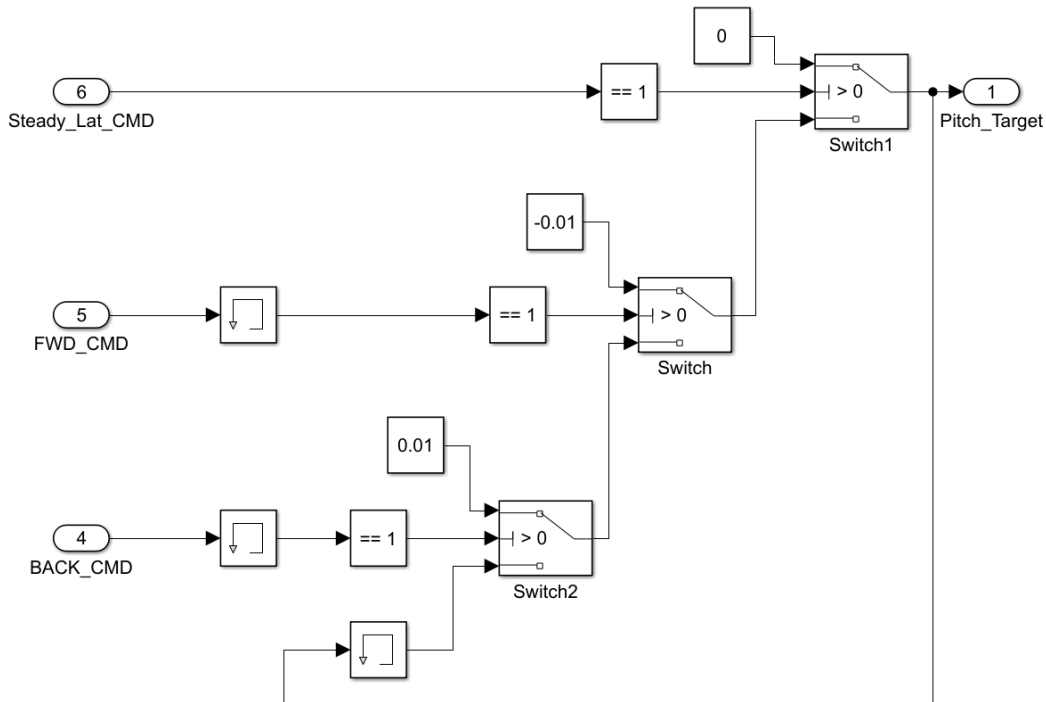 0
6
== 1
> 0
1
Steady_Lat_CMD
Pitch_Target
Switch1
-0.01
5
== 1
> 0
FWD_CMD
Switch
0.01
4
== 1
> 0
BACK_CMD
Switch2